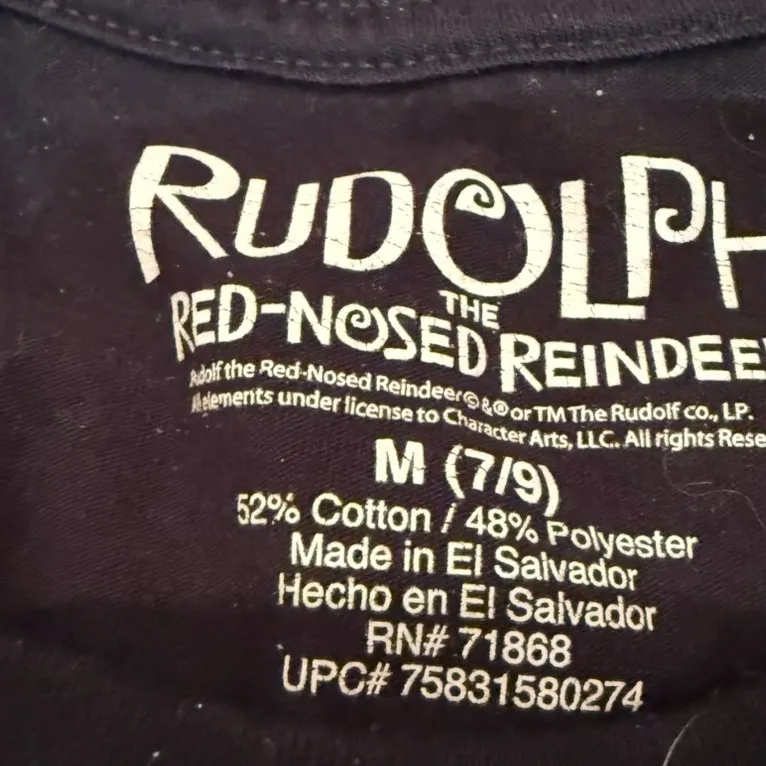 RUDOLPH
THE
RED-NOSED REINDEE
Rudolf the Red-Nosed Reindeer © & ® or TM The Rudolf co., LP.
All elements under license to Character Arts, LLC. All rights Rese
M (7/9)
52% Cotton / 48% Polyester
Made in El Salvador
Hecho en El Salvador
RN# 71868
UPC# 75831580274